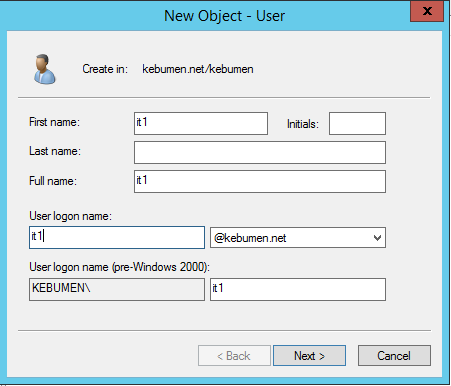 New Object - User
x
Create in: kebumen.net/kebumen
First name: it1 Initials:
Last name:
Full name: it1
User logon name:
it1 @kebumen.net
User logon name (pre-Windows 2000):
KEBUMEN\ it1
< Back Next > Cancel